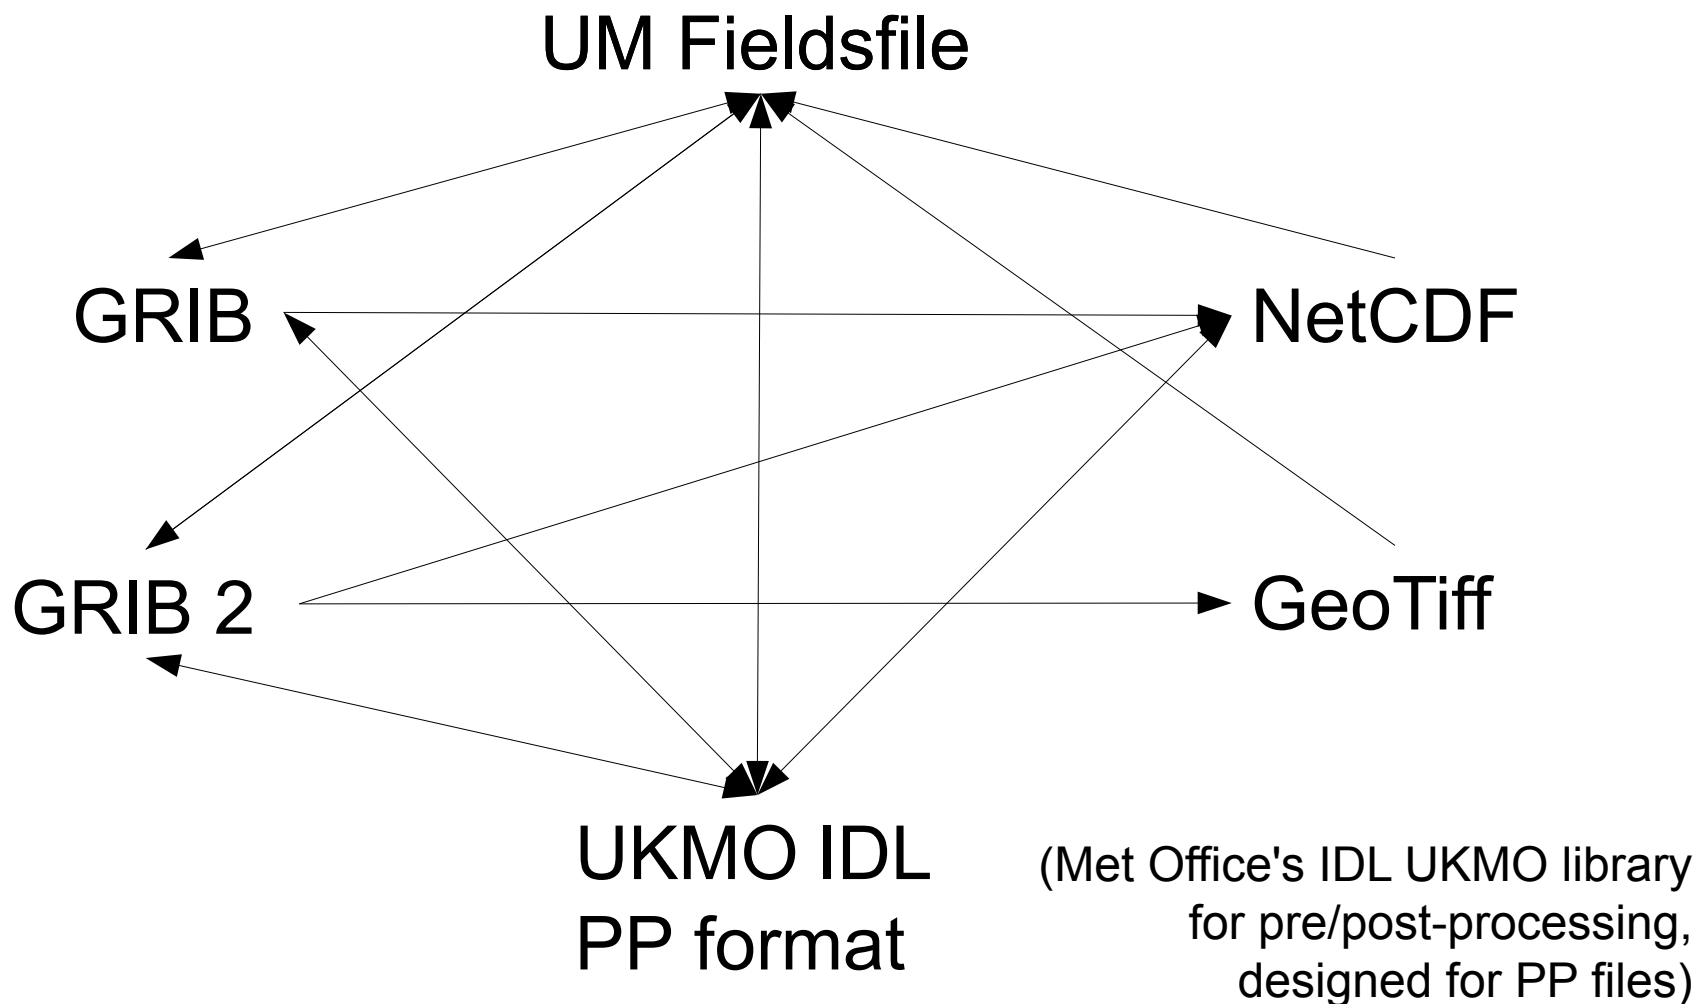 UM Fieldsfile
GRIB
NetCDF
GRIB 2
GeoTiff
UKMO IDL
PP format
(Met Office's IDL UKMO library
for pre/post-processing,
designed for PP files)